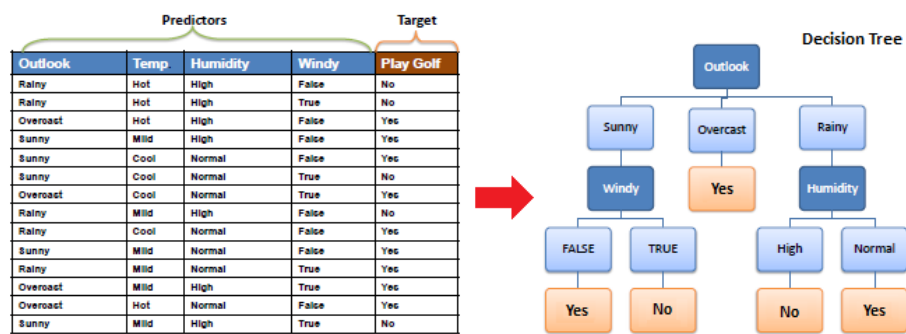 Predictors Target
Outlook Temp. Humidity Windy Play Golf
Rainy Hot High False No
Rainy Hot High True No
Overcast Hot High False Yes
Sunny Mild High False Yes
Sunny Cool Normal False Yes
Sunny Cool Normal True No
Overcast Cool Normal True Yes
Rainy Mild High False No
Rainy Cool Normal False Yes
Sunny Mild Normal False Yes
Rainy Mild Normal True Yes
Overcast Mild High True Yes
Overcast Hot Normal False Yes
Sunny Mild High True No
Decision Tree
Outlook
Sunny Overcast Rainy
Windy Yes Humidity
FALSE TRUE High Normal
Yes No No Yes